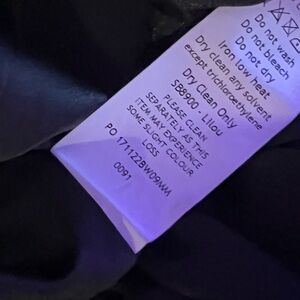 Do not wash
Do not bleach
Do not dry
Iron low heat
Dry clean any solvent
except trichloroethylene
Dry Clean Only
SB8900 - Lilou
PLEASE CLEAN
SEPARATELY AS THIS
ITEM MAY EXPERIENCE
SOME SLIGHT COLOUR
LOSS
PO 171122BW09MM
0091